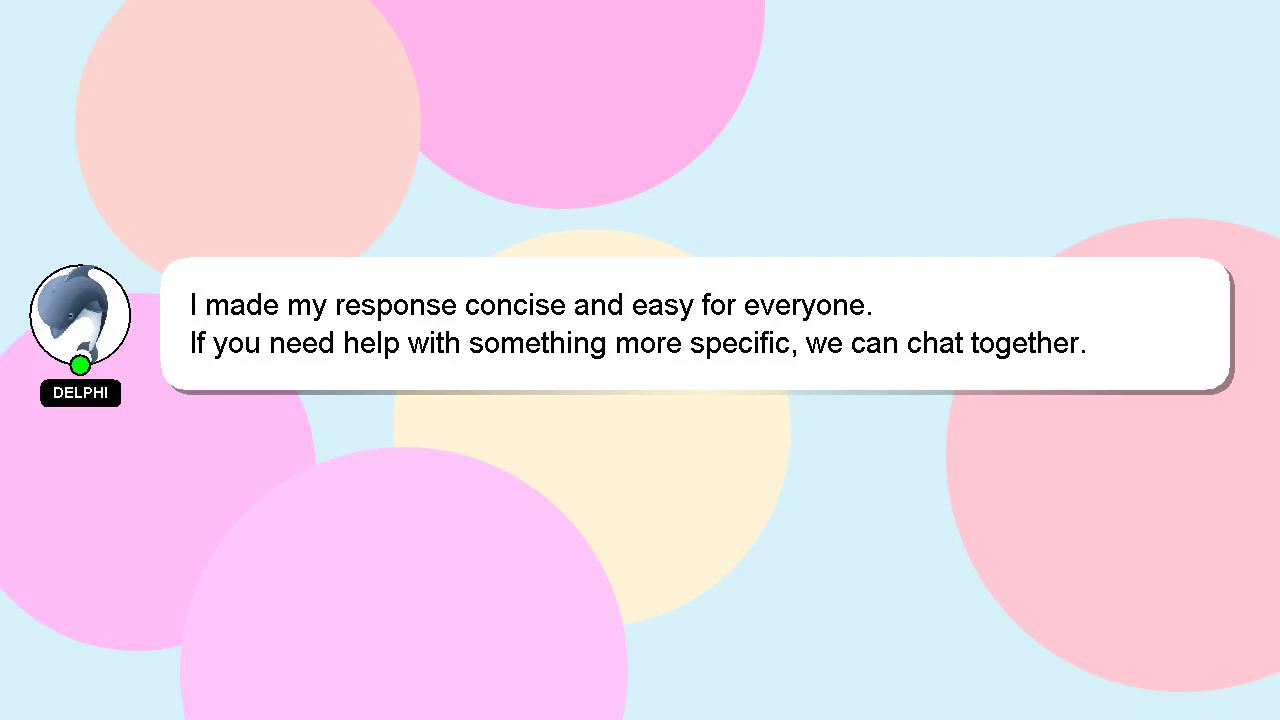 I made my response concise and easy for everyone.
If you need help with something more specific, we can chat together.
DELPHI